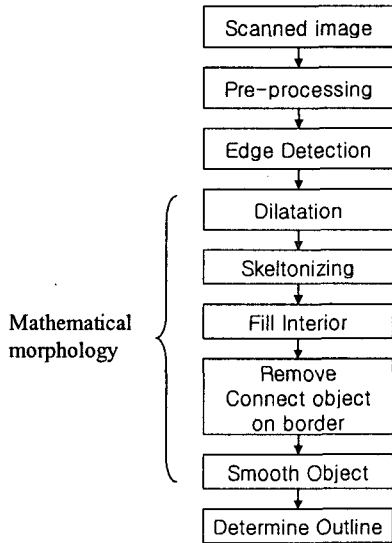 Scanned image
Pre-processing
Edge Detection
Dilatation
Skeltonizing
Mathematical
morphology
Fill Interior
Remove
Connect object
on border
Smooth Object
Determine Outline